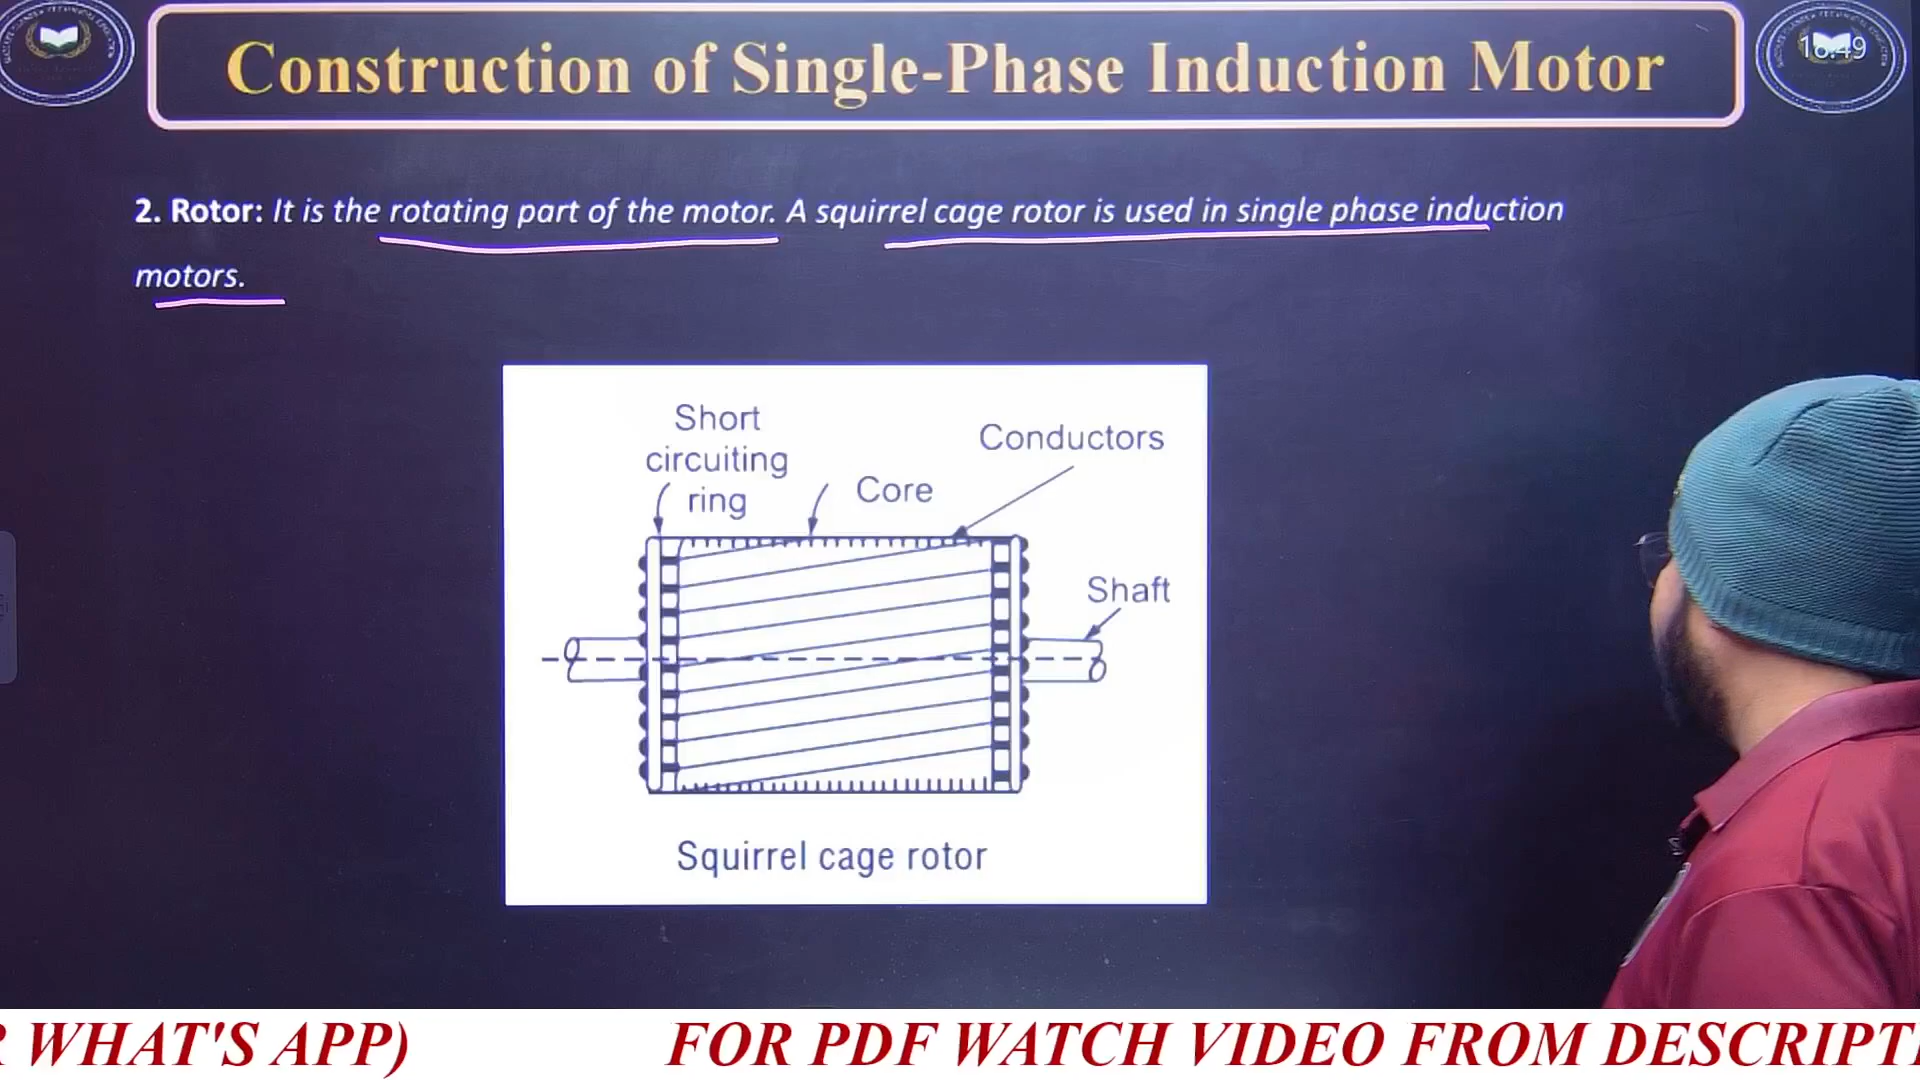 Construction of Single-Phase Induction Motor
2. Rotor: It is the rotating part of the motor. A squirrel cage rotor is used in single phase induction
motors.
Short
circuiting
ring
Core
Conductors
Shaft
Squirrel cage rotor
R WHAT'S APP) FOR PDF WATCH VIDEO FROM DESCRIPTI